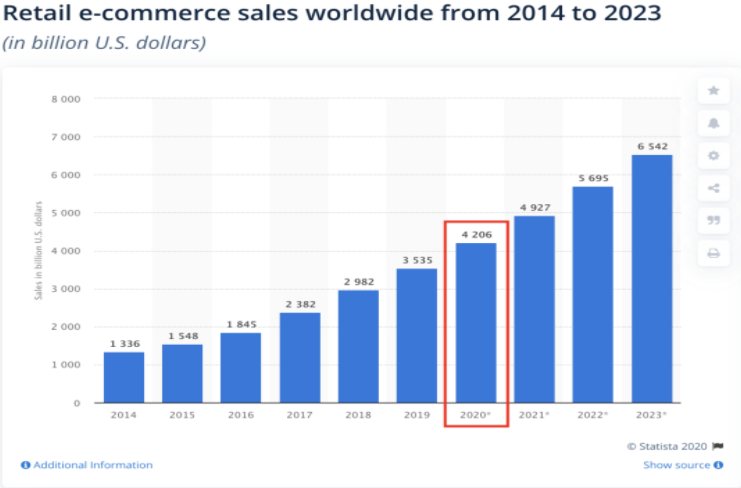 Retail e-commerce sales worldwide from 2014 to 2023
(in billion U.S. dollars)
Sales in billion U.S. dollars
8 000
7 000
6 000
5 000
4 000
3 000
2 000
1 000
0
1 336
1 548
1 845
2 382
2 982
3 535
4 206
4 927
5 695
6 542
2014 2015 2016 2017 2018 2019 2020* 2021* 2022* 2023*
© Statista 2020
Additional Information
Show source